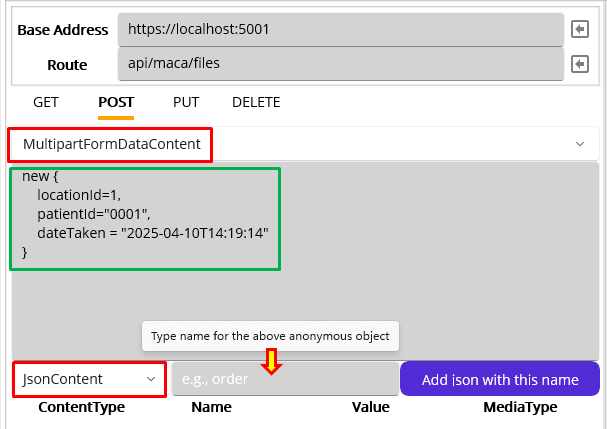 Base Address https://localhost:5001
Route api/maca/files
GET POST PUT DELETE
MultipartFormDataContent
new {
locationId=1,
patientId="0001",
dateTaken = "2025-04-10T14:19:14"
}
Type name for the above anonymous object
JsonContent e.g., order Add json with this name
ContentType Name Value MediaType